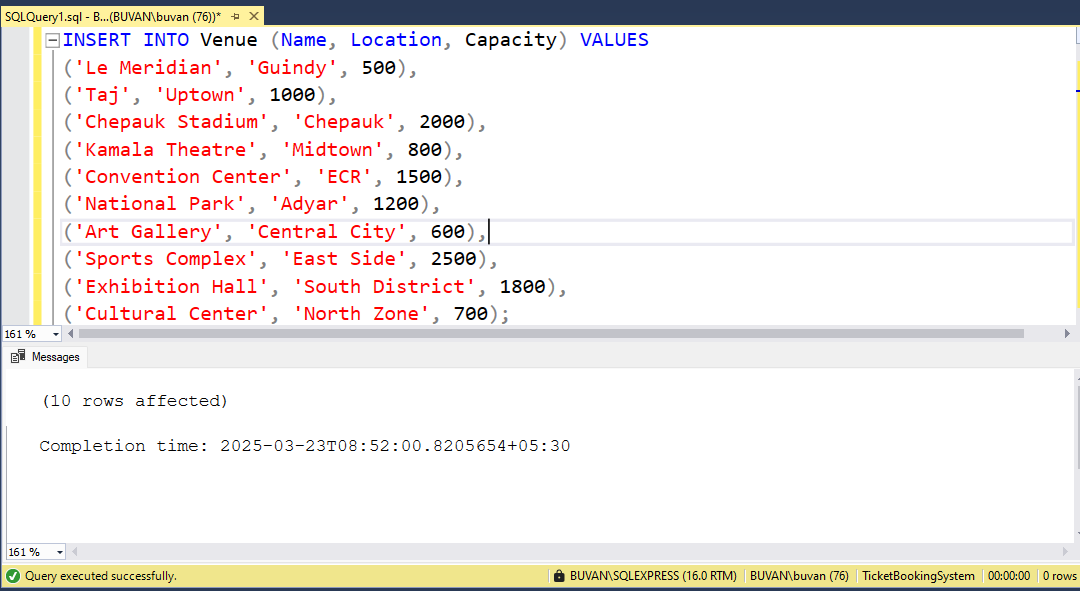 SQLQuery1.sql - B...(BUVAN\buvan (76))*
INSERT INTO Venue (Name, Location, Capacity) VALUES
('Le Meridian', 'Guindy', 500),
('Taj', 'Uptown', 1000),
('Chepauk Stadium', 'Chepauk', 2000),
('Kamala Theatre', 'Midtown', 800),
('Convention Center', 'ECR', 1500),
('National Park', 'Adyar', 1200),
('Art Gallery', 'Central City', 600),
('Sports Complex', 'East Side', 2500),
('Exhibition Hall', 'South District', 1800),
('Cultural Center', 'North Zone', 700);
161 %
Messages
(10 rows affected)
Completion time: 2025-03-23T08:52:00.8205654+05:30
161 %
Query executed successfully. BUVAN\SQLEXPRESS (16.0 RTM) BUVAN\buvan (76) TicketBookingSystem 00:00:00 0 rows